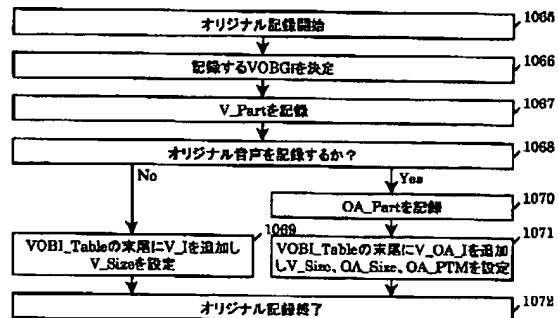 オリジナル記録開始
1065
記録するVOBGIを決定
1066
V_Partを記録
1067
オリジナル音声を記録するか?
1068
No
Yes
OA_Partを記録
1070
1069
1071
VOBI_Tableの末尾にV_Iを追加し
V_Sizeを設定
VOBI_Tableの末尾にV_OA_Iを追加
しV_Size、OA_Size、OA_PTMを設定
オリジナル記録終了
1072